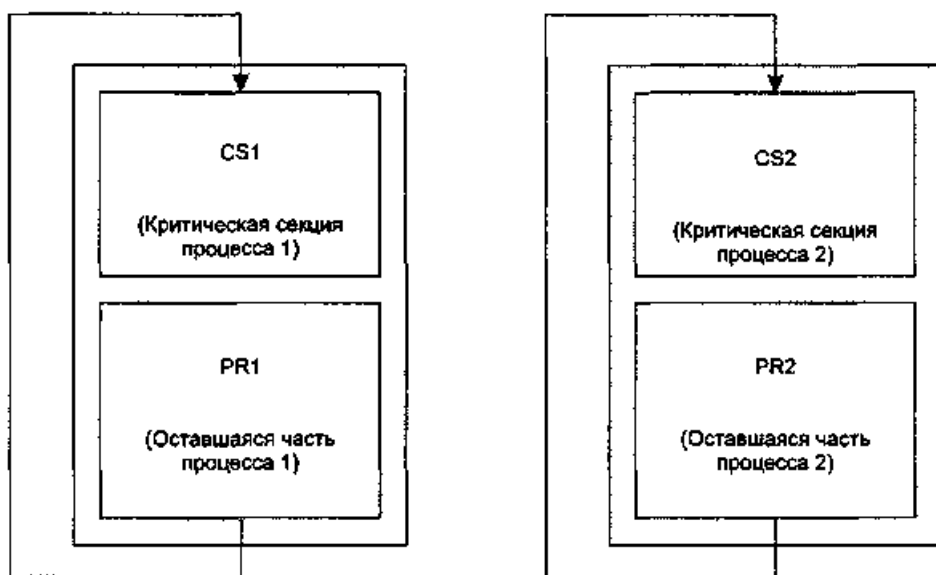 CS1
(Критическая секция
процесса 1)
PR1
(Оставшаяся часть
процесса 1)
CS2
(Критическая секция
процесса 2)
PR2
(Оставшаяся часть
процесса 2)